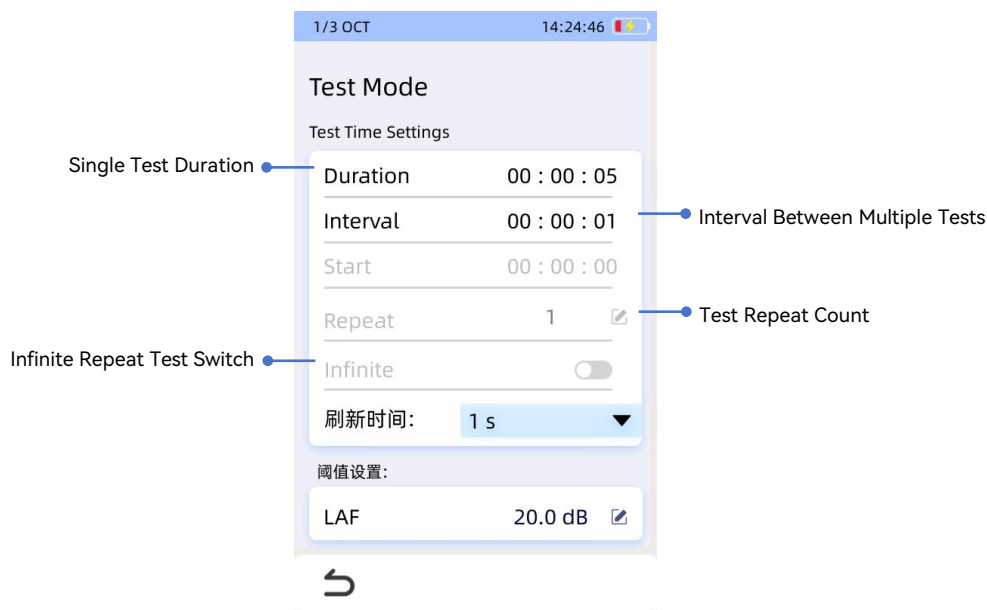 1/3 OCT 14:24:46
Test Mode
Test Time Settings
Single Test Duration
Duration 00 : 00 : 05
Interval 00 : 00 : 01
Interval Between Multiple Tests
Start 00 : 00 : 00
Repeat 1
Test Repeat Count
Infinite Repeat Test Switch
Infinite
刷新时间: 1 s
阈值设置:
LAF 20.0 dB